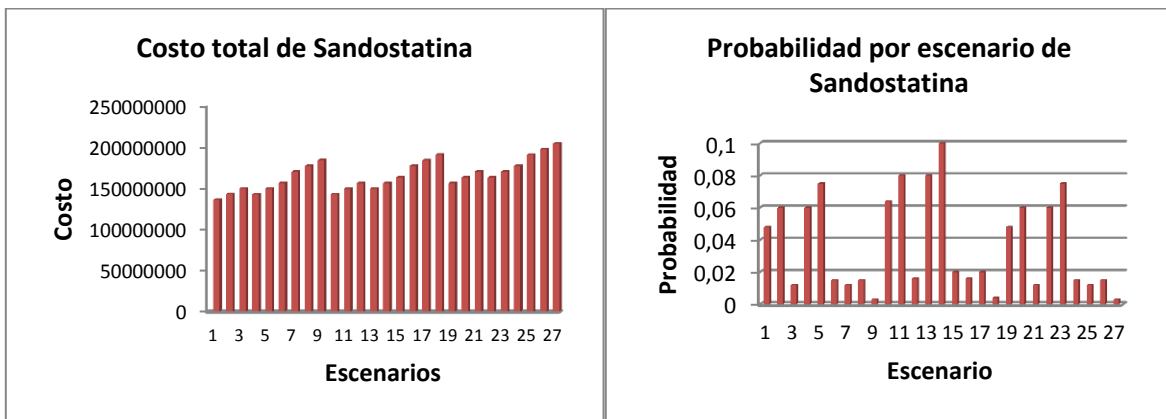 Costo total de Sandostatina
250000000
200000000
150000000
100000000
50000000
0
Costo
1 3 5 7 9 11 13 15 17 19 21 23 25 27
Escenarios
Probabilidad por escenario de
Sandostatina
0,1
0,08
0,06
0,04
0,02
0
Probabilidad
1 3 5 7 9 11 13 15 17 19 21 23 25 27
Escenario